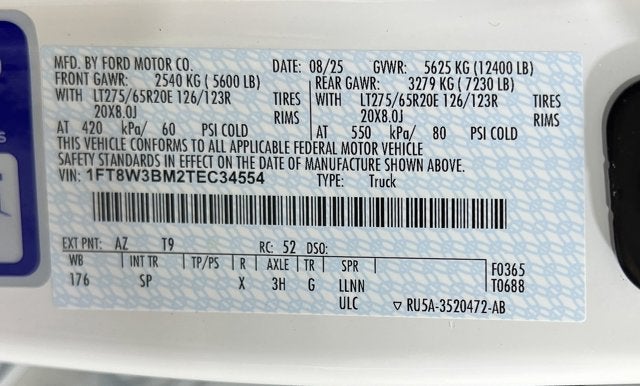 MFD. BY FORD MOTOR CO. DATE: 08/25 GVWR: 5625 KG (12400 LB)
FRONT GAWR: 2540 KG ( 5600 LB) REAR GAWR: 3279 KG ( 7230 LB)
WITH LT275/65R20E 126/123R TIRES WITH LT275/65R20E 126/123R TIRES
20X8.0J RIMS 20X8.0J RIMS
AT 420 kPa/ 60 PSI COLD AT 550 kPa/ 80 PSI COLD
THIS VEHICLE CONFORMS TO ALL APPLICABLE FEDERAL MOTOR VEHICLE
SAFETY STANDARDS IN EFFECT ON THE DATE OF MANUFACTURE SHOWN ABOVE.
VIN: 1FT8W3BM2TEC34554 TYPE: Truck
EXT PNT: AZ T9 RC: 52 DSO:
WB INT TR TP/PS R AXLE TR SPR F0365
176 SP X 3H G LLNN T0688
ULC ▽ RU5A-3520472-AB